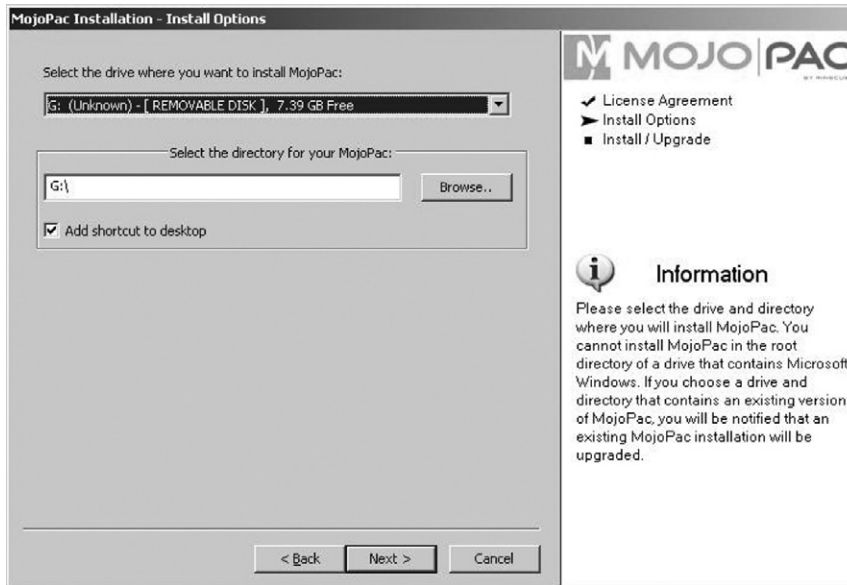 MojoPac Installation - Install Options
Select the drive where you want to install MojoPac:
G: (Unknown) - [ REMOVABLE DISK ], 7.39 GB Free
Select the directory for your MojoPac:
G:\
Browse..
Add shortcut to desktop
< Back
Next >
Cancel
MOJO PAC
License Agreement
Install Options
Install / Upgrade
Information
Please select the drive and directory
where you will install MojoPac. You
cannot install MojoPac in the root
directory of a drive that contains Microsoft
Windows. If you choose a drive and
directory that contains an existing version
of MojoPac, you will be notified that an
existing MojoPac installation will be
upgraded.